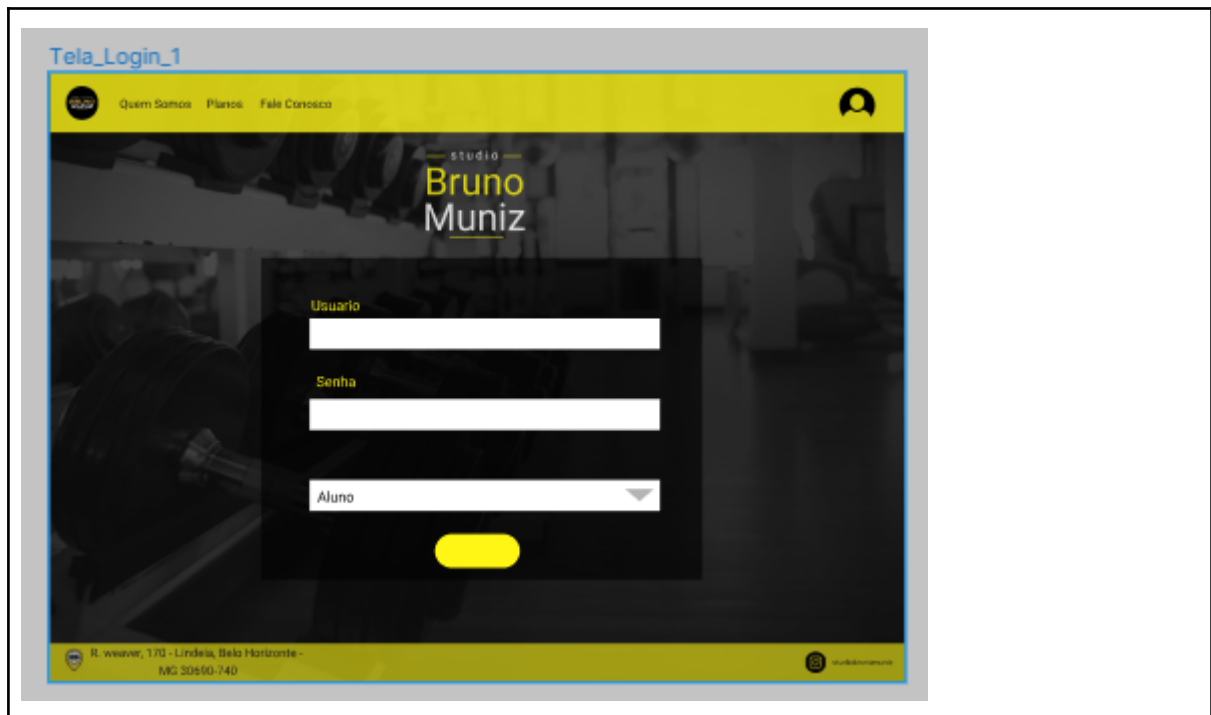 Tela_Login_1
Quem Somos Planos Fale Conosco
studio
Bruno
Muniz
Usuario
Senha
Aluno
R. weaver, 170 - Lindeia, Belo Horizonte -
MG 30690-740